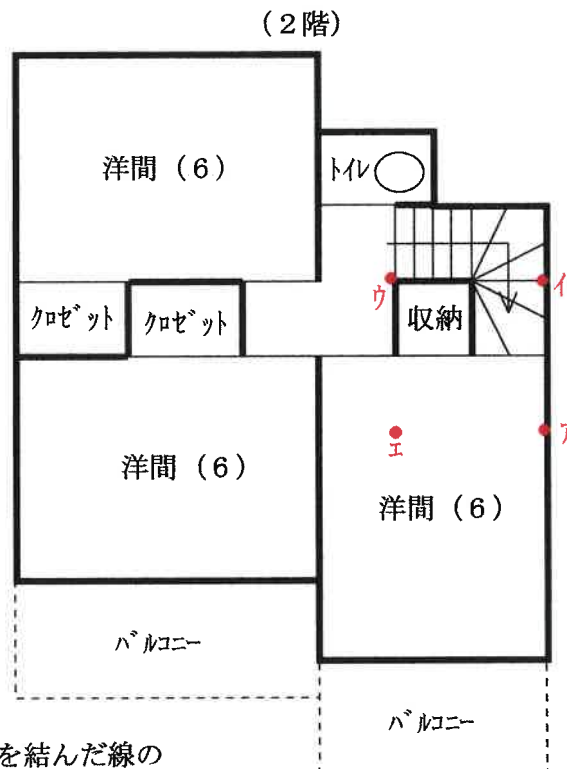 (2階)
洋間(6)
トイレ
イ
ウ
クロゼット
クロゼット
収納
ア
エ
洋間(6)
洋間(6)
バルコニー
バルコニー
を結んだ線の